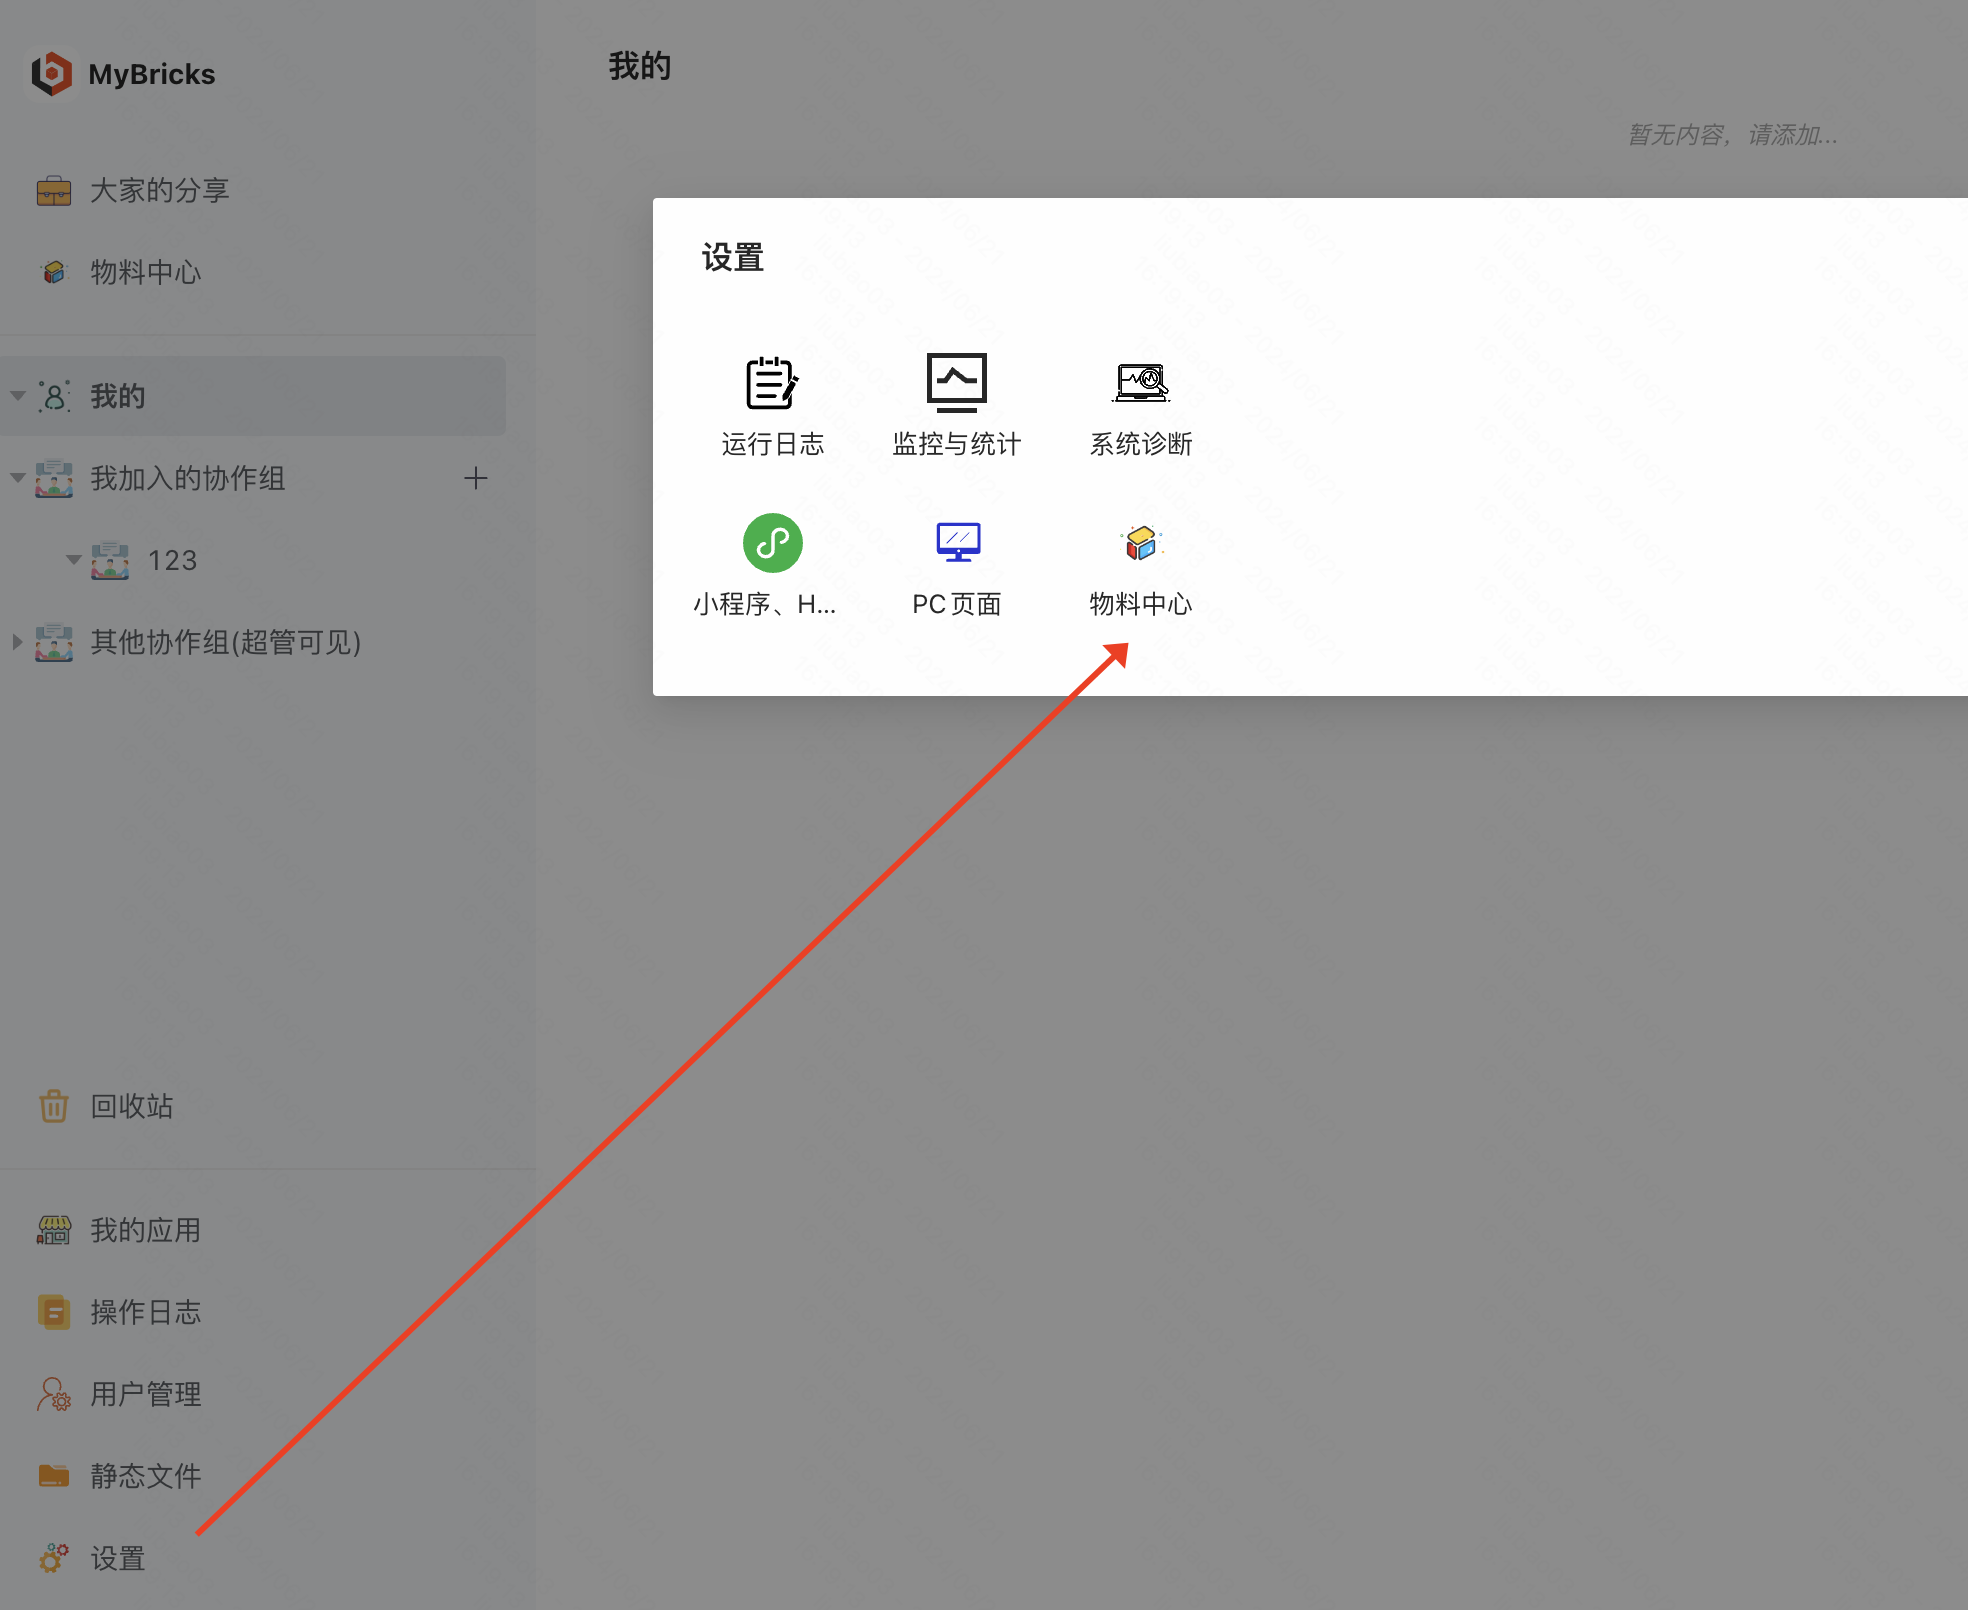 MyBricks
大家的分享
物料中心
我的
我加入的协作组
123
其他协作组(超管可见)
回收站
我的应用
操作日志
用户管理
静态文件
设置
我的
暂无内容，请添加...
设置
运行日志
监控与统计
系统诊断
小程序、H...
PC页面
物料中心